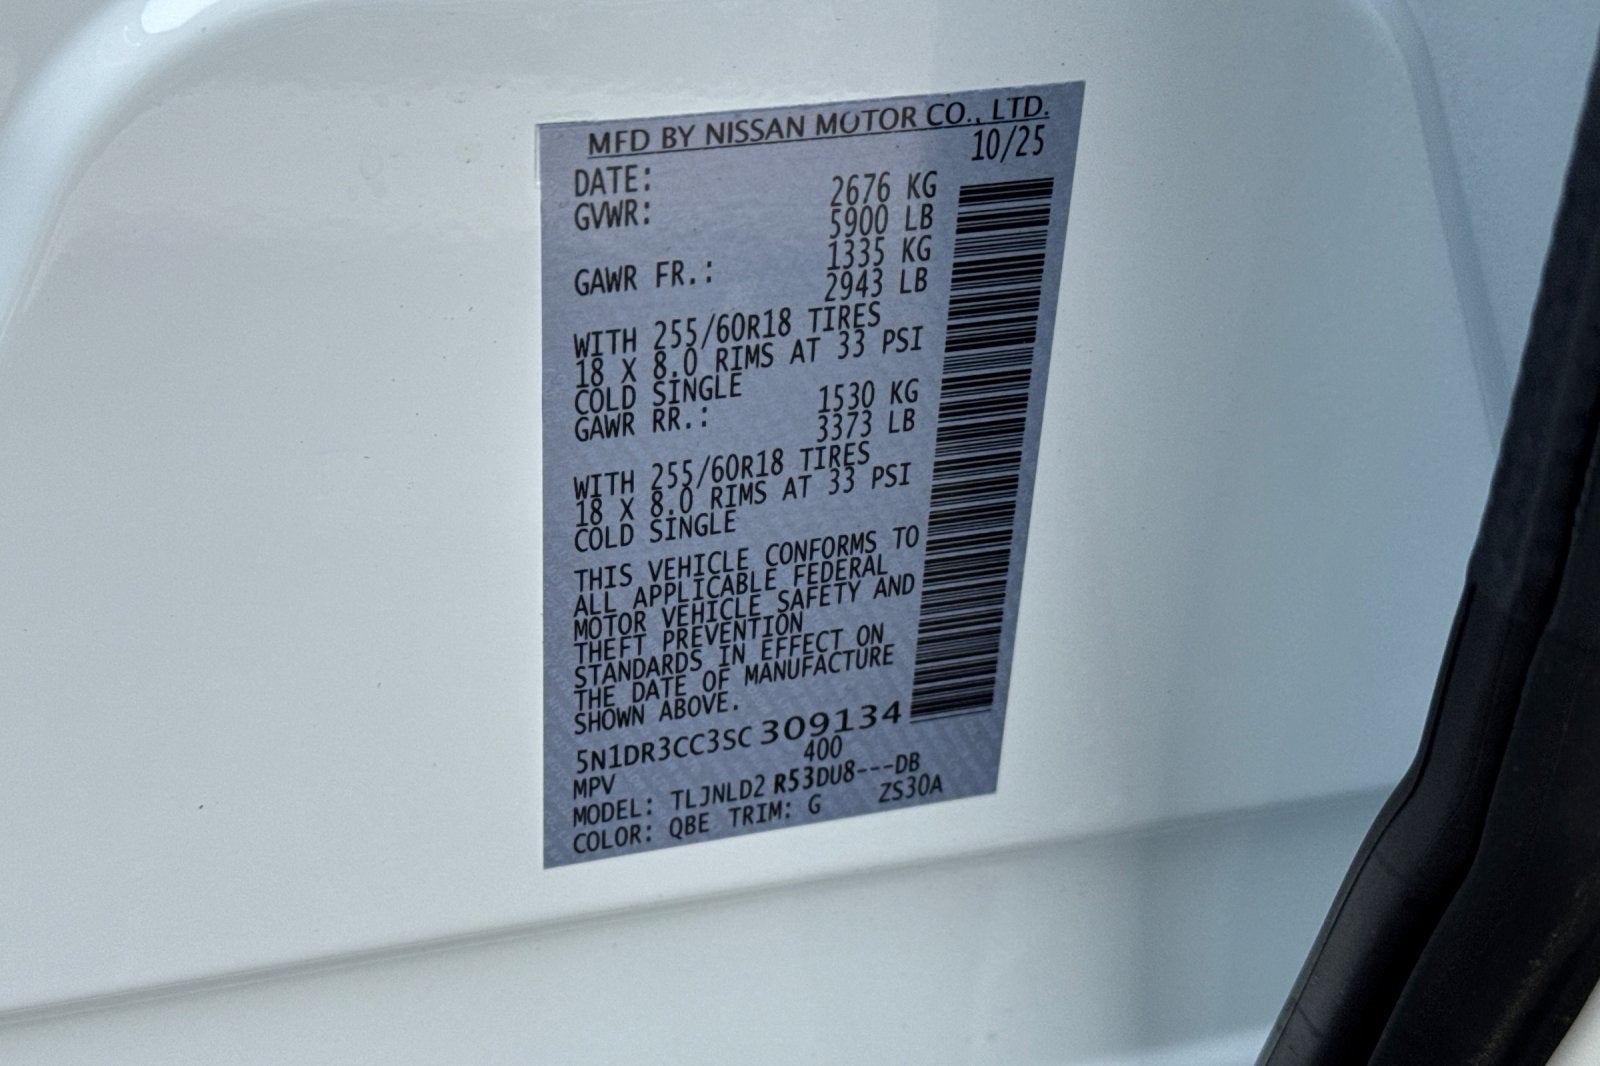 MFD BY NISSAN MOTOR CO., LTD.
DATE: 10/25
GVWR: 2676 KG
5900 LB
GAWR FR.: 1335 KG
2943 LB
WITH 255/60R18 TIRES
18 X 8.0 RIMS AT 33 PSI
COLD SINGLE
GAWR RR.: 1530 KG
3373 LB
WITH 255/60R18 TIRES
18 X 8.0 RIMS AT 33 PSI
COLD SINGLE
THIS VEHICLE CONFORMS TO
ALL APPLICABLE FEDERAL
MOTOR VEHICLE SAFETY AND
THEFT PREVENTION
STANDARDS IN EFFECT ON
THE DATE OF MANUFACTURE
SHOWN ABOVE.
5N1DR3CC3SC309134
MPV 400
MODEL: TLJNLD2 R53DU8---DB
COLOR: QBE TRIM: G ZS30A